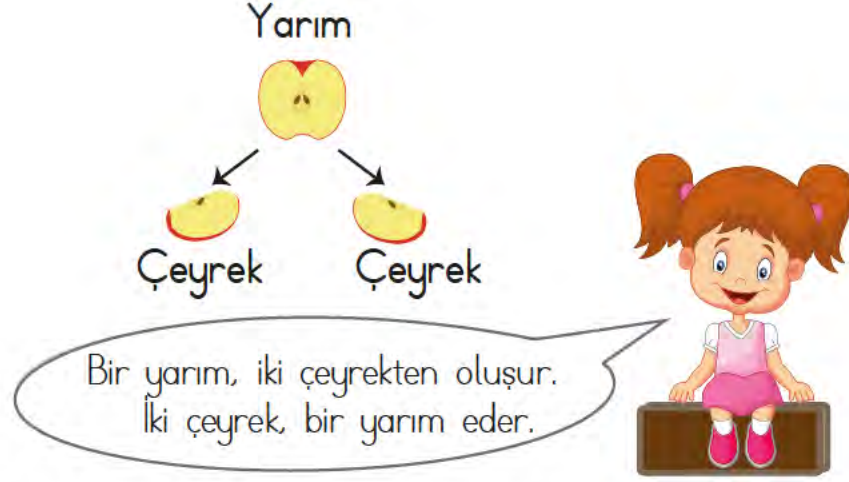 Yarım
Çeyrek Çeyrek
Bir yarım, iki çeyrekten oluşur.
İki çeyrek, bir yarım eder.